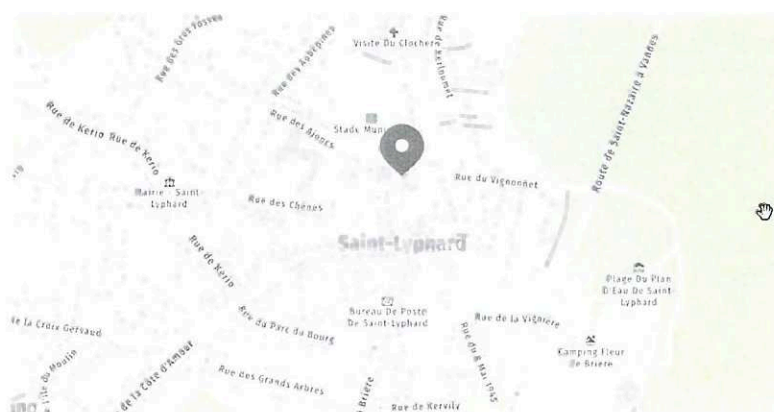 Rue des Gros Fosses
Rue des Aubépines
Visite Du Clocher
Rue de Kerloumet
Route de Saint-Nazaire à Vannes
Rue de Kerio Rue de Kerio
Rue des Ajoncs
Stade Muni
Mairie - Saint-
Lyphard
Rue des Chênes
Rue du Vignonnet
Saint-Lyphard
Rue de Kerio
Plage Du Plan
D'Eau De Saint-
Lyphard
Bureau De Poste
De Saint-Lyphard
Rue du Parc du Bourg
Rue de la Vignière
Rue du 8 Mai 1945
Camping Fleur
de Brière
de la Croix Gersaud
du Moulin
de la Côte d'Amour
Rue des Grands Arbres
Brière
Rue de Kervily